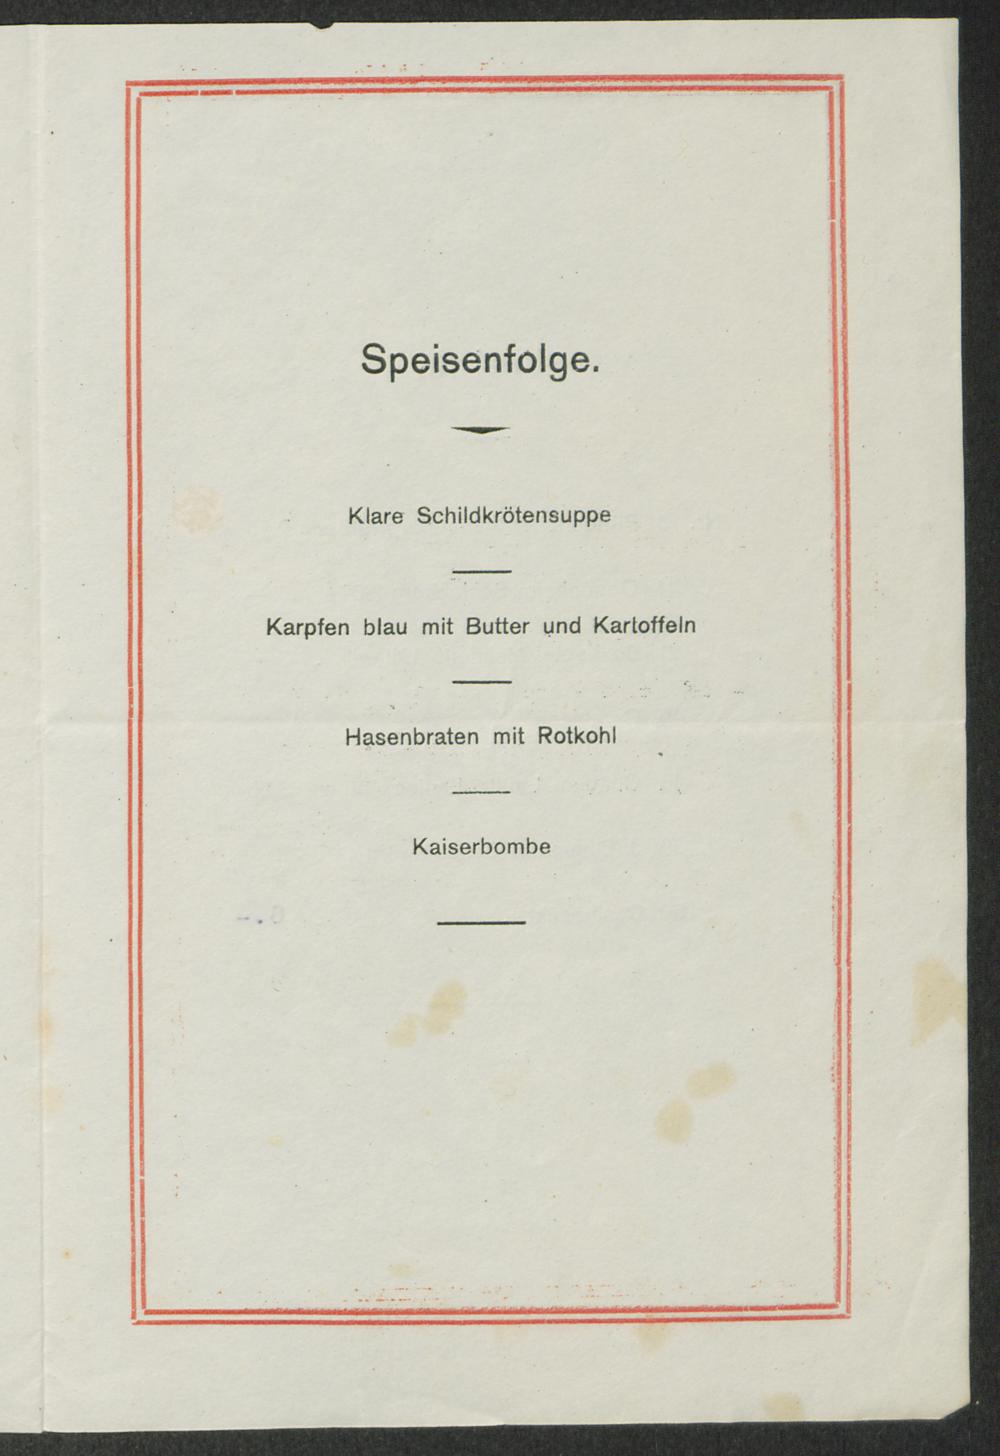 Speisenfolge.
Klare Schildkrötensuppe
Karpfen blau mit Butter und Kartoffeln
Hasenbraten mit Rotkohl
Kaiserbombe